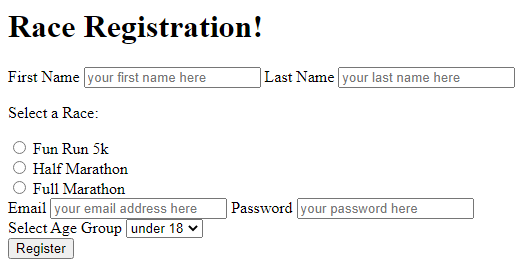 Race Registration!
First Name your first name here Last Name your last name here
Select a Race:
Fun Run 5k
Half Marathon
Full Marathon
Email your email address here Password your password here
Select Age Group under 18
Register